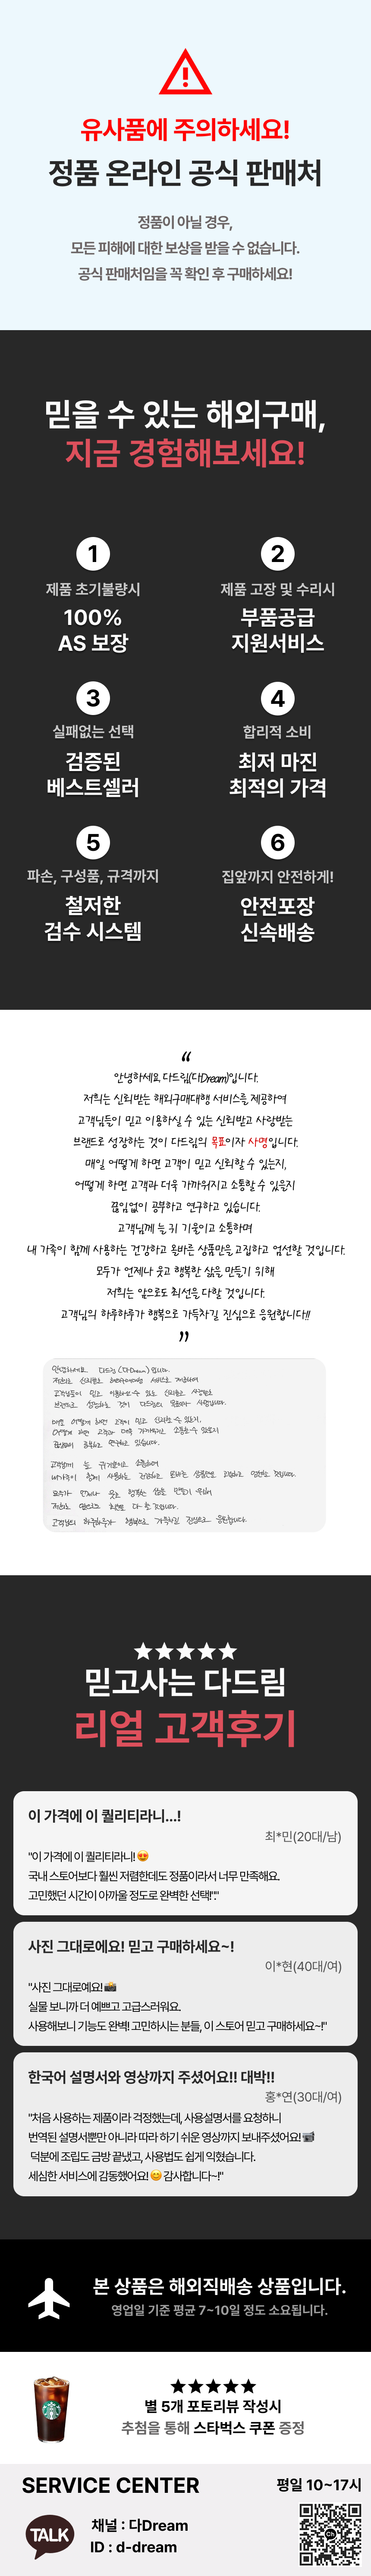 유사품에 주의하세요!
정품 온라인 공식 판매처
정품이 아닐 경우,
모든 피해에 대한 보상을 받을 수 없습니다.
공식 판매처임을 꼭 확인 후 구매하세요!
믿을 수 있는 해외구매,
지금 경험해보세요!
1
제품 초기불량시
100%
AS 보장
2
제품 고장 및 수리시
부품공급
지원서비스
3
실패없는 선택
검증된
베스트셀러
4
합리적 소비
최저 마진
최적의 가격
5
파손, 구성품, 규격까지
철저한
검수 시스템
6
집앞까지 안전하게!
안전포장
신속배송
“
안녕하세요, 다드림(다Dream)입니다.
저희는 신뢰받는 해외구매대행 서비스를 제공하여
고객님들이 믿고 이용하실 수 있는 신뢰받고 사랑받는
브랜드로 성장하는 것이 다드림의 목표이자 사명입니다.
매일 어떻게 하면 고객이 믿고 신뢰할 수 있는지,
어떻게 하면 고객과 더욱 가까워지고 소통할 수 있을지
끊임없이 공부하고 연구하고 있습니다.
고객님께 늘 귀 기울이고 소통하며
내 가족이 함께 사용하는 건강하고 올바른 상품만을 고집하고 엄선할 것입니다.
모두가 언제나 웃고 행복한 삶을 만들기 위해
저희는 앞으로도 최선을 다할 것입니다.
고객님의 하루하루가 행복으로 가득차길 진심으로 응원합니다!!
”
★★★★★
믿고사는 다드림
리얼 고객후기
이 가격에 이 퀄리티라니...!
최*민(20대/남)
"이 가격에 이 퀄리티라니! 😍
국내 스토어보다 훨씬 저렴한데도 정품이라서 너무 만족해요.
고민했던 시간이 아까울 정도로 완벽한 선택!"."
사진 그대로에요! 믿고 구매하세요~!
이*현(40대/여)
"사진 그대로예요! 📸
실물 보니까 더 예쁘고 고급스러워요.
사용해보니 기능도 완벽! 고민하시는 분들, 이 스토어 믿고 구매하세요~!"
한국어 설명서와 영상까지 주셨어요!! 대박!!
홍*연(30대/여)
"처음 사용하는 제품이라 걱정했는데, 사용설명서를 요청하니
번역된 설명서뿐만 아니라 따라 하기 쉬운 영상까지 보내주셨어요! 📹
덕분에 조립도 금방 끝냈고, 사용법도 쉽게 익혔습니다.
세심한 서비스에 감동했어요! 😊 감사합니다~!"
본 상품은 해외직배송 상품입니다.
영업일 기준 평균 7~10일 정도 소요됩니다.
★★★★★
별 5개 포토리뷰 작성시
추첨을 통해 스타벅스 쿠폰 증정
SERVICE CENTER
평일 10~17시
TALK
채널 : 다Dream
ID : d-dream
Ch